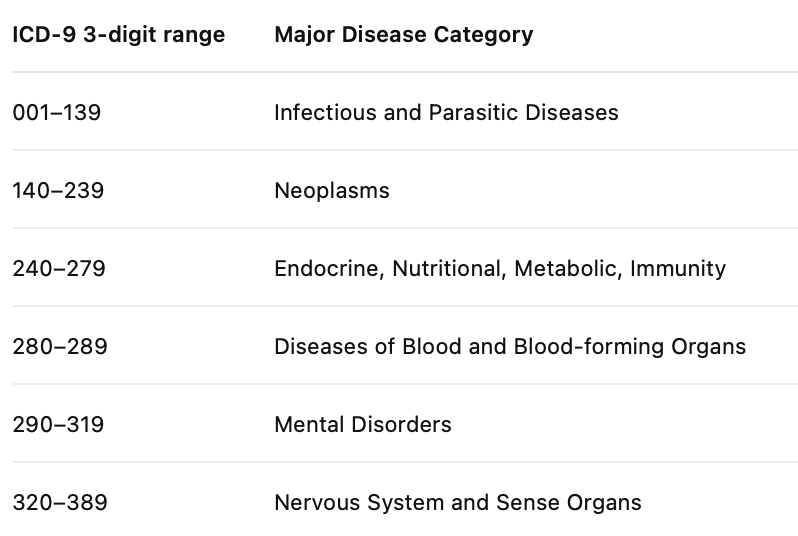 ICD-9 3-digit range Major Disease Category
001–139 Infectious and Parasitic Diseases
140–239 Neoplasms
240–279 Endocrine, Nutritional, Metabolic, Immunity
280–289 Diseases of Blood and Blood-forming Organs
290–319 Mental Disorders
320–389 Nervous System and Sense Organs